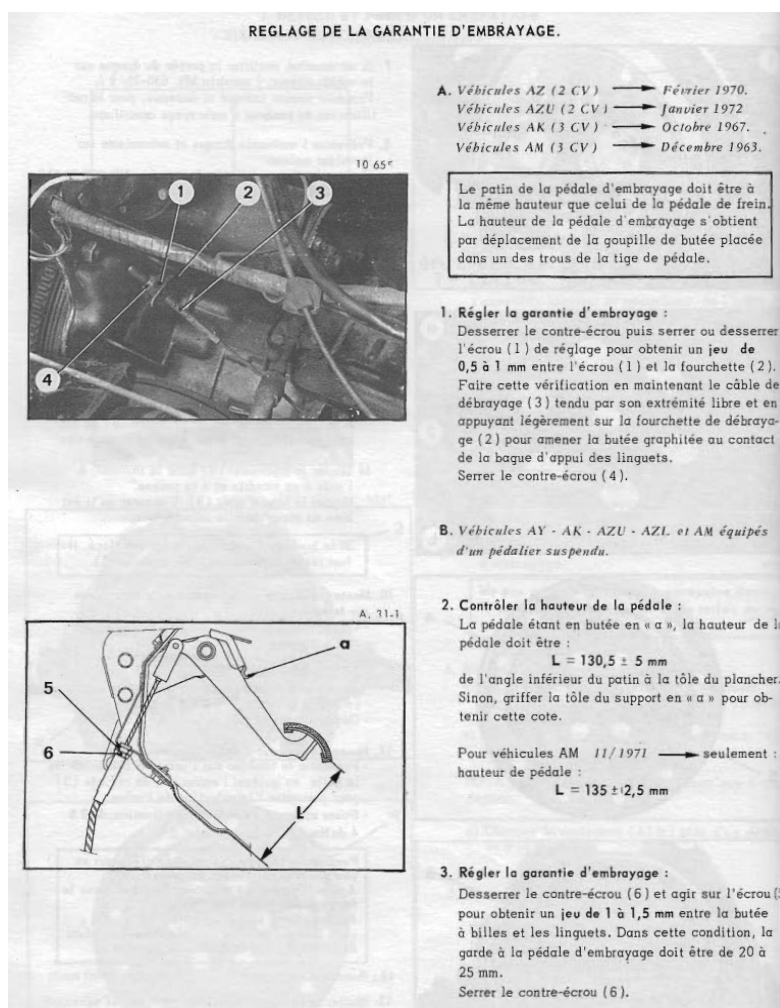 REGLAGE DE LA GARANTIE D'EMBRAYAGE.
A. Véhicules AZ (2 CV) → Février 1970.
Véhicules AZU (2 CV) → Janvier 1972
Véhicules AK (3 CV) → Octobre 1967.
Véhicules AM (3 CV) → Décembre 1963.
10 65
1 2 3
4
Le patin de la pédale d'embrayage doit être à
la même hauteur que celui de la pédale de frein.
La hauteur de la pédale d'embrayage s'obtient
par déplacement de la goupille de butée placée
dans un des trous de la tige de pédale.
1. Régler la garantie d'embrayage :
Desserrer le contre-écrou puis serrer ou desserrer
l'écrou (1) de réglage pour obtenir un jeu de
0,5 à 1 mm entre l'écrou (1) et la fourchette (2).
Faire cette vérification en maintenant le câble de
débrayage (3) tendu par son extrémité libre et en
appuyant légèrement sur la fourchette de débraya-
ge (2) pour amener la butée graphitée au contact
de la bague d'appui des linguets.
Serrer le contre-écrou (4).
B. Véhicules AY - AK - AZU - AZL et AM équipés
d'un pédalier suspendu.
A. 31-1
a
5
6
L
2. Contrôler la hauteur de la pédale :
La pédale étant en butée en « a », la hauteur de
pédale doit être :
L = 130,5 ± 5 mm
de l'angle inférieur du patin à la tôle du plancher.
Sinon, griffer la tôle du support en « a » pour ob-
tenir cette cote.
Pour véhicules AM 11/1971 → seulement :
hauteur de pédale :
L = 135 ± 2,5 mm
3. Régler la garantie d'embrayage :
Desserrer le contre-écrou (6) et agir sur l'écrou
pour obtenir un jeu de 1 à 1,5 mm entre la butée
à billes et les linguets. Dans cette condition, la
garde à la pédale d'embrayage doit être de 20 à
25 mm.
Serrer le contre-écrou (6).